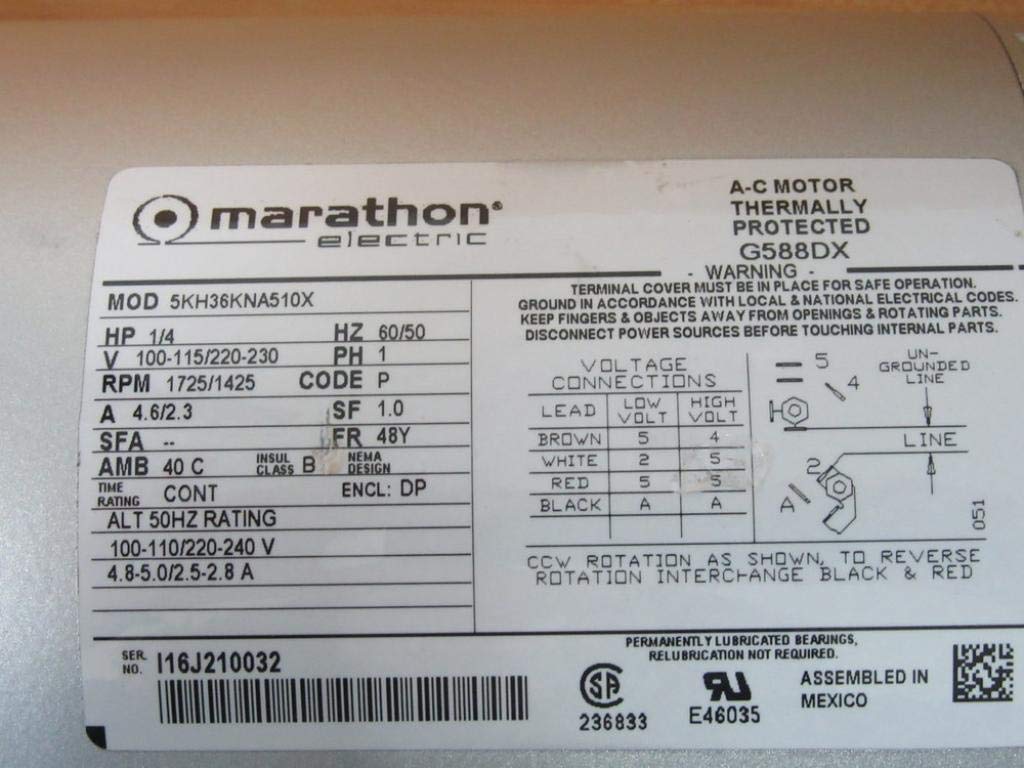 marathon®
electric
A-C MOTOR
THERMALLY
PROTECTED
G588DX
- WARNING -
TERMINAL COVER MUST BE IN PLACE FOR SAFE OPERATION.
GROUND IN ACCORDANCE WITH LOCAL & NATIONAL ELECTRICAL CODES.
KEEP FINGERS & OBJECTS AWAY FROM OPENINGS & ROTATING PARTS.
DISCONNECT POWER SOURCES BEFORE TOUCHING INTERNAL PARTS.
MOD 5KH36KNA510X
HP 1/4 HZ 60/50
V 100-115/220-230 PH 1
RPM 1725/1425 CODE P
A 4.6/2.3 SF 1.0
SFA -- FR 48Y
AMB 40 C INSUL CLASS B NEMA DESIGN
TIME RATING CONT ENCL: DP
ALT 50HZ RATING
100-110/220-240 V
4.8-5.0/2.5-2.8 A
VOLTAGE
CONNECTIONS
LEAD LOW VOLT HIGH VOLT
BROWN 5 4
WHITE 2 5
RED 5 5
BLACK A A
5
4
UN-
GROUNDED
LINE
LINE
2
A
051
CCW ROTATION AS SHOWN, TO REVERSE
ROTATION INTERCHANGE BLACK & RED
SER. NO. I16J210032
PERMANENTLY LUBRICATED BEARINGS,
RELUBRICATION NOT REQUIRED.
SA
236833
RU
E46035
ASSEMBLED IN
MEXICO